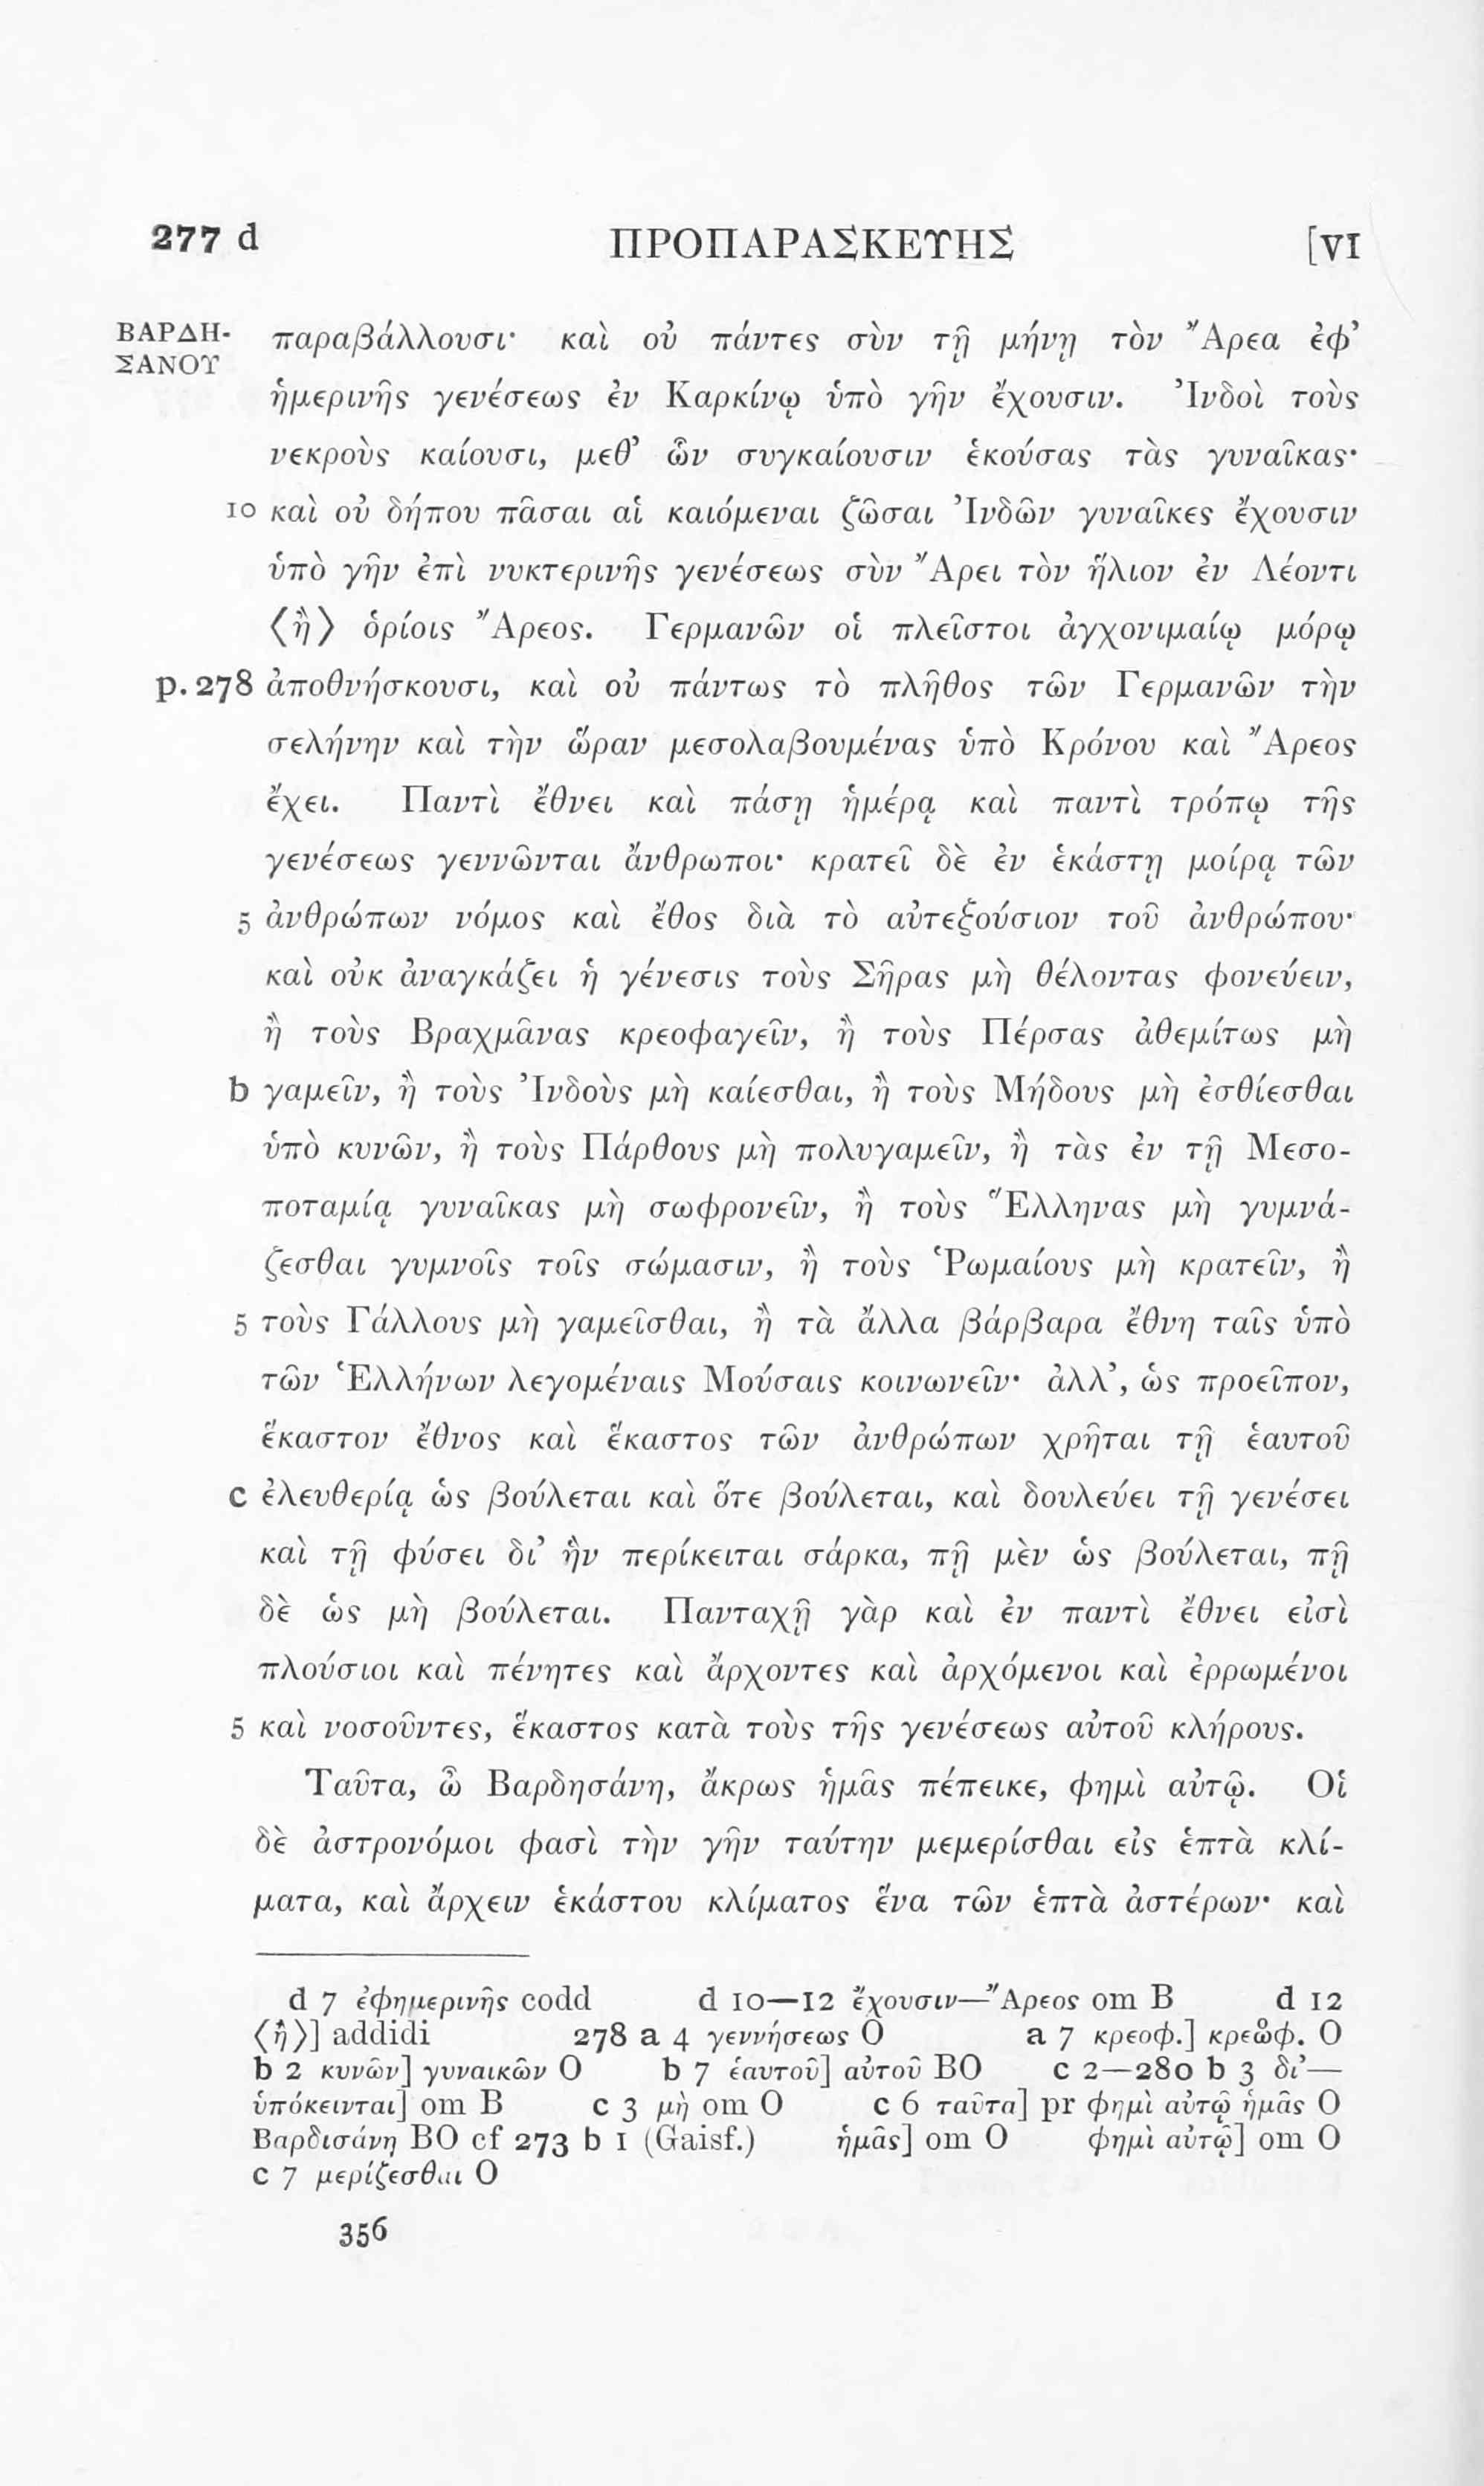 277 d ΠΡΟΠΑΡΑΣΚΕΥΗΣ [VI
ΒΑΡΔΗ-
ΣΑΝΟΥ
παραβάλλουσι· καὶ οὐ πάντες σὺν τῇ μήνῃ τὸν Ἄρεα ἐφ’
ἡμερινῆς γενέσεως ἐν Καρκίνῳ ὑπὸ γῆν ἔχουσιν. Ἰνδοὶ τοὺς
νεκροὺς καίουσι, μεθ’ ὧν συγκαίουσιν ἑκούσας τὰς γυναῖκας·
10 καὶ οὐ δήπου πᾶσαι αἱ καιόμεναι ζῶσαι Ἰνδῶν γυναῖκες ἔχουσιν
ὑπὸ γῆν ἐπὶ νυκτερινῆς γενέσεως σὺν Ἄρει τὸν ἥλιον ἐν Λέοντι
⟨ἢ⟩ ὁρίοις Ἄρεος. Γερμανῶν οἱ πλεῖστοι ἀγχονιμαίῳ μόρῳ
p. 278 ἀποθνήσκουσι, καὶ οὐ πάντως τὸ πλῆθος τῶν Γερμανῶν τὴν
σελήνην καὶ τὴν ὥραν μεσολαβουμένας ὑπὸ Κρόνου καὶ Ἄρεος
ἔχει. Παντὶ ἔθνει καὶ πάσῃ ἡμέρᾳ καὶ παντὶ τρόπῳ τῆς
γενέσεως γεννῶνται ἄνθρωποι· κρατεῖ δὲ ἐν ἑκάστῃ μοίρᾳ τῶν
5 ἀνθρώπων νόμος καὶ ἔθος διὰ τὸ αὐτεξούσιον τοῦ ἀνθρώπου·
καὶ οὐκ ἀναγκάζει ἡ γένεσις τοὺς Σῆρας μὴ θέλοντας φονεύειν,
ἢ τοὺς Βραχμᾶνας κρεοφαγεῖν, ἢ τοὺς Πέρσας ἀθεμίτως μὴ
b γαμεῖν, ἢ τοὺς Ἰνδοὺς μὴ καίεσθαι, ἢ τοὺς Μήδους μὴ ἐσθίεσθαι
ὑπὸ κυνῶν, ἢ τοὺς Πάρθους μὴ πολυγαμεῖν, ἢ τὰς ἐν τῇ Μεσο-
ποταμίᾳ γυναῖκας μὴ σωφρονεῖν, ἢ τοὺς Ἕλληνας μὴ γυμνά-
ζεσθαι γυμνοῖς τοῖς σώμασιν, ἢ τοὺς Ῥωμαίους μὴ κρατεῖν, ἢ
5 τοὺς Γάλλους μὴ γαμεῖσθαι, ἢ τὰ ἄλλα βάρβαρα ἔθνη ταῖς ὑπὸ
τῶν Ἑλλήνων λεγομέναις Μούσαις κοινωνεῖν· ἀλλ’, ὡς προεῖπον,
ἕκαστον ἔθνος καὶ ἕκαστος τῶν ἀνθρώπων χρῆται τῇ ἑαυτοῦ
c ἐλευθερίᾳ ὡς βούλεται καὶ ὅτε βούλεται, καὶ δουλεύει τῇ γενέσει
καὶ τῇ φύσει δι’ ἣν περίκειται σάρκα, πῇ μὲν ὡς βούλεται, πῇ
δὲ ὡς μὴ βούλεται. Πανταχῇ γὰρ καὶ ἐν παντὶ ἔθνει εἰσὶ
πλούσιοι καὶ πένητες καὶ ἄρχοντες καὶ ἀρχόμενοι καὶ ἐρρωμένοι
5 καὶ νοσοῦντες, ἕκαστος κατὰ τοὺς τῆς γενέσεως αὐτοῦ κλήρους.
Ταῦτα, ὦ Βαρδησάνη, ἄκρως ἡμᾶς πέπεικε, φημὶ αὐτῷ. Οἱ
δὲ ἀστρονόμοι φασὶ τὴν γῆν ταύτην μεμερίσθαι εἰς ἑπτὰ κλί-
ματα, καὶ ἄρχειν ἑκάστου κλίματος ἕνα τῶν ἑπτὰ ἀστέρων· καὶ
d 7 ἐφημερινῆς codd d 10—12 ἔχουσιν—Ἄρεος om B d 12
⟨ἢ⟩] addidi 278 a 4 γεννήσεως O a 7 κρεοφ.] κρεωφ. O
b 2 κυνῶν] γυναικῶν O b 7 ἑαυτοῦ] αὐτοῦ BO c 2—280 b 3 δι’—
ὑπόκεινται] om B c 3 μὴ om O c 6 ταῦτα] pr φημὶ αὐτῷ ἡμᾶς O
Βαρδισάνη BO cf 273 b 1 (Gaisf.) ἡμᾶς] om O φημὶ αὐτῷ] om O
c 7 μερίζεσθαι O
356